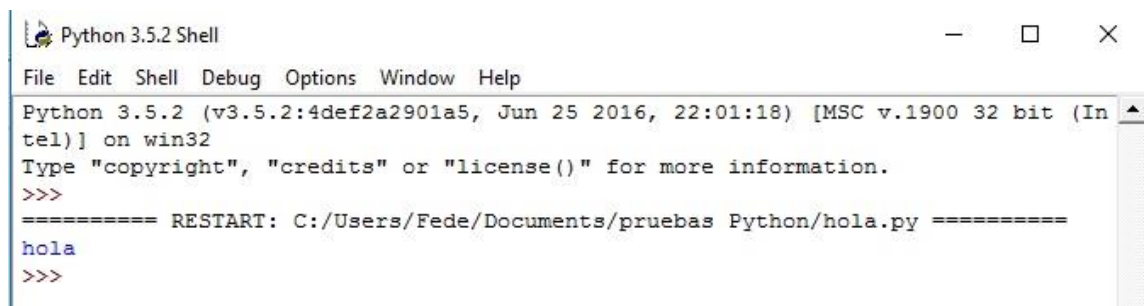 Python 3.5.2 Shell
File Edit Shell Debug Options Window Help
Python 3.5.2 (v3.5.2:4def2a2901a5, Jun 25 2016, 22:01:18) [MSC v.1900 32 bit (In
tel)] on win32
Type "copyright", "credits" or "license()" for more information.
>>>
========== RESTART: C:/Users/Fede/Documents/pruebas Python/hola.py ==========
hola
>>>